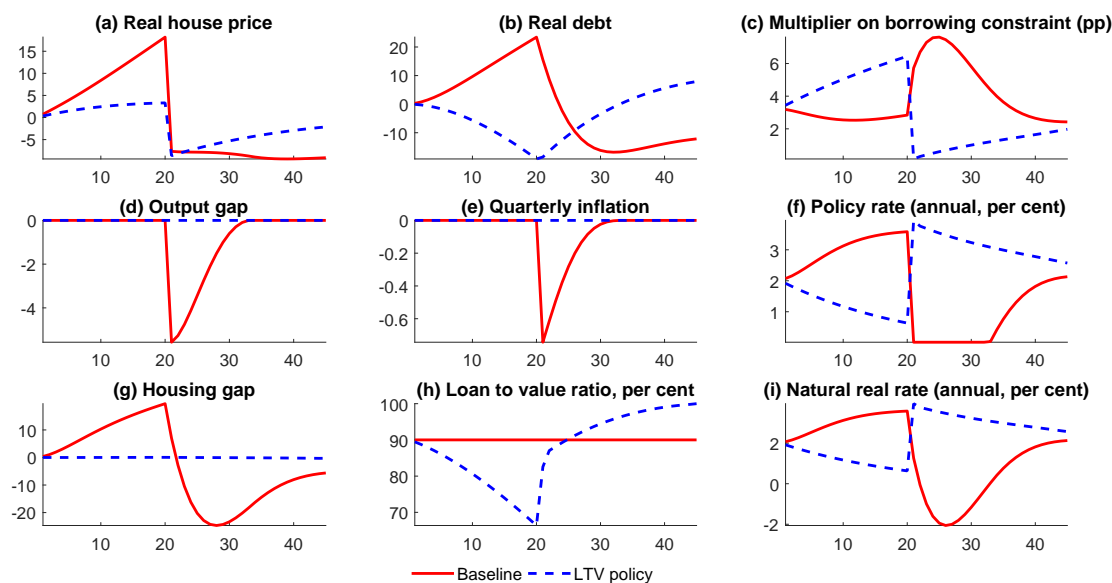 (a) Real house price
15
10
5
-5
10 20 30 40
(b) Real debt
20
10
0
-10
10 20 30 40
(c) Multiplier on borrowing constraint (pp)
6
4
2
10 20 30 40
(d) Output gap
0
-2
-4
10 20 30 40
(e) Quarterly inflation
0
-0.2
-0.4
-0.6
10 20 30 40
(f) Policy rate (annual, per cent)
3
2
1
10 20 30 40
(g) Housing gap
10
0
-10
-20
10 20 30 40
(h) Loan to value ratio, per cent
100
90
80
70
10 20 30 40
(i) Natural real rate (annual, per cent)
2
0
-2
10 20 30 40
Baseline LTV policy